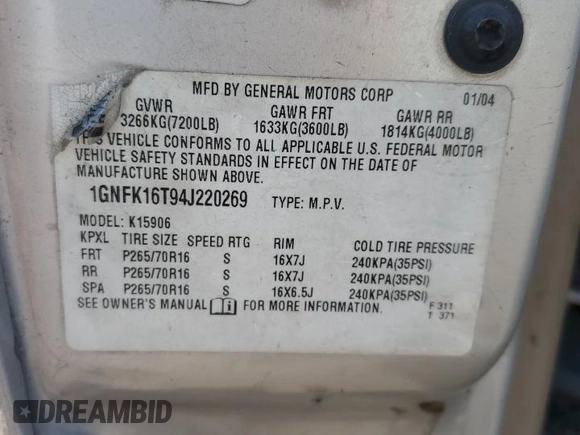 MFD BY GENERAL MOTORS CORP 01/04
GVWR GAWR FRT GAWR RR
3266KG(7200LB) 1633KG(3600LB) 1814KG(4000LB)
VEHICLE CONFORMS TO ALL APPLICABLE U.S. FEDERAL MOTOR
VEHICLE SAFETY STANDARDS IN EFFECT ON THE DATE OF
MANUFACTURE SHOWN ABOVE.
1GNFK16T94J220269 TYPE: M.P.V.
MODEL: K15906
KPXL TIRE SIZE SPEED RTG RIM COLD TIRE PRESSURE
FRT P265/70R16 S 16X7J 240KPA(35PSI)
RR P265/70R16 S 16X7J 240KPA(35PSI)
SPA P265/70R16 S 16X6.5J 240KPA(35PSI)
SEE OWNER'S MANUAL FOR MORE INFORMATION.
F 311
T 371
DREAMBID